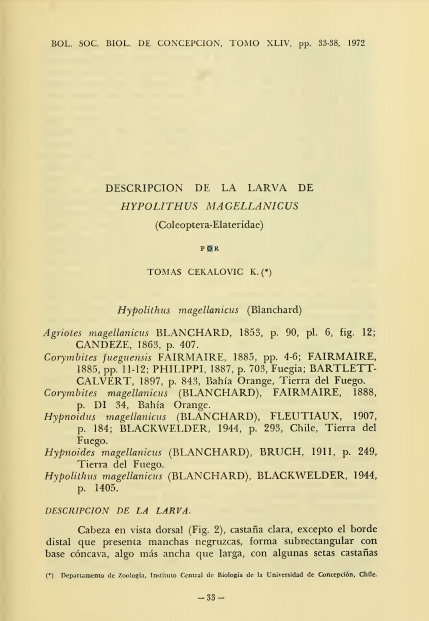 BOL. SOC. BIOL. DE CONCEPCION, TOMO XLIV, pp. 33-38, 1972
DESCRIPCION DE LA LARVA DE
HYPOLITHUS MAGELLANICUS
(Coleoptera-Elateridae)
POR
TOMAS CEKALOVIC K.(*)
Hypolithus magellanicus (Blanchard)
Agriotes magellanicus BLANCHARD, 1853, p. 90, pl. 6, fig. 12;
CANDEZE, 1863, p. 407.
Corymbites fueguensis FAIRMAIRE, 1885, pp. 4-6; FAIRMAIRE,
1885, pp. 11-12; PHILIPPI, 1887, p. 703, Fuegia; BARTLETT-
CALVERT, 1897, p. 843, Bahía Orange, Tierra del Fuego.
Corymbites magellanicus (BLANCHARD), FAIRMAIRE, 1888,
p. DI 34, Bahía Orange.
Hypnoidus magellanicus (BLANCHARD), FLEUTIAUX, 1907,
p. 184; BLACKWELDER, 1944, p. 293, Chile, Tierra del
Fuego.
Hypnoides magellanicus (BLANCHARD), BRUCH, 1911, p. 249,
Tierra del Fuego.
Hypolithus magellanicus (BLANCHARD), BLACKWELDER, 1944,
p. 1405.
DESCRIPCION DE LA LARVA.
Cabeza en vista dorsal (Fig. 2), castaña clara, excepto el borde
distal que presenta manchas negruzcas, forma subrectangular con
base cóncava, algo más ancha que larga, con algunas setas castañas
(*) Departamento de Zoología, Instituto Central de Biología de la Universidad de Concepción, Chile.
— 33 —